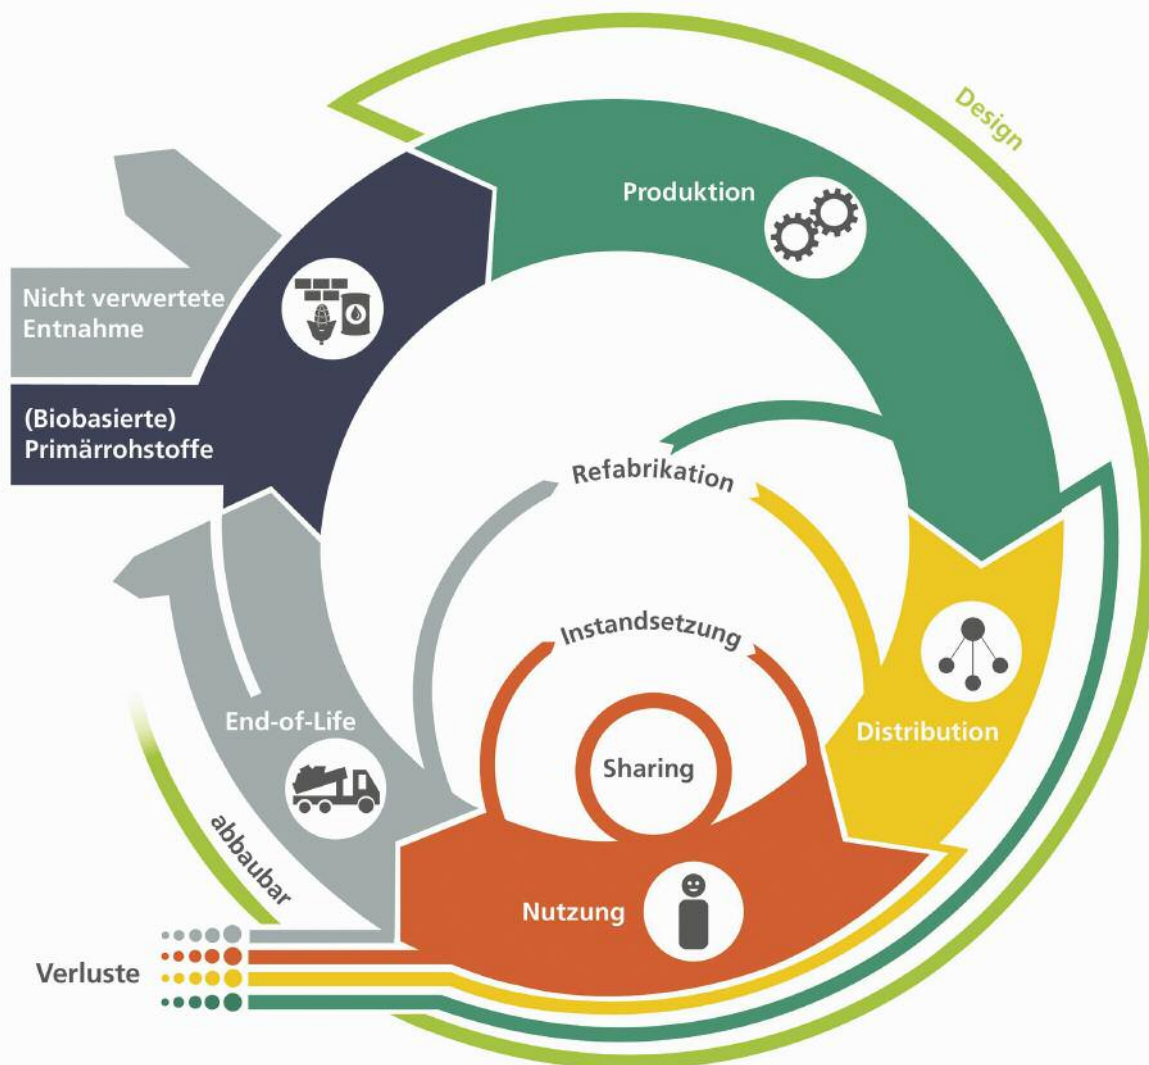 Design
Produktion
Nicht verwertete
Entnahme
(Biobasierte)
Primärrohstoffe
Refabrikation
Instandsetzung
Sharing
Distribution
End-of-Life
abbaubar
Nutzung
Verluste